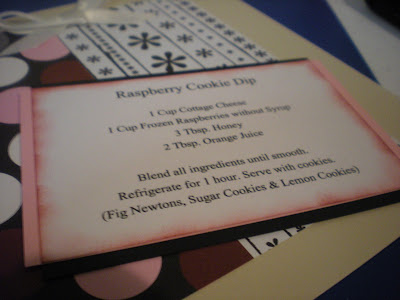 Raspberry Cookie Dip
1 Cup Cottage Cheese
1 Cup Frozen Raspberries without Syrup
3 Tbsp. Honey
2 Tbsp. Orange Juice
Blend all ingredients until smooth.
Refrigerate for 1 hour. Serve with cookies.
(Fig Newtons, Sugar Cookies & Lemon Cookies)